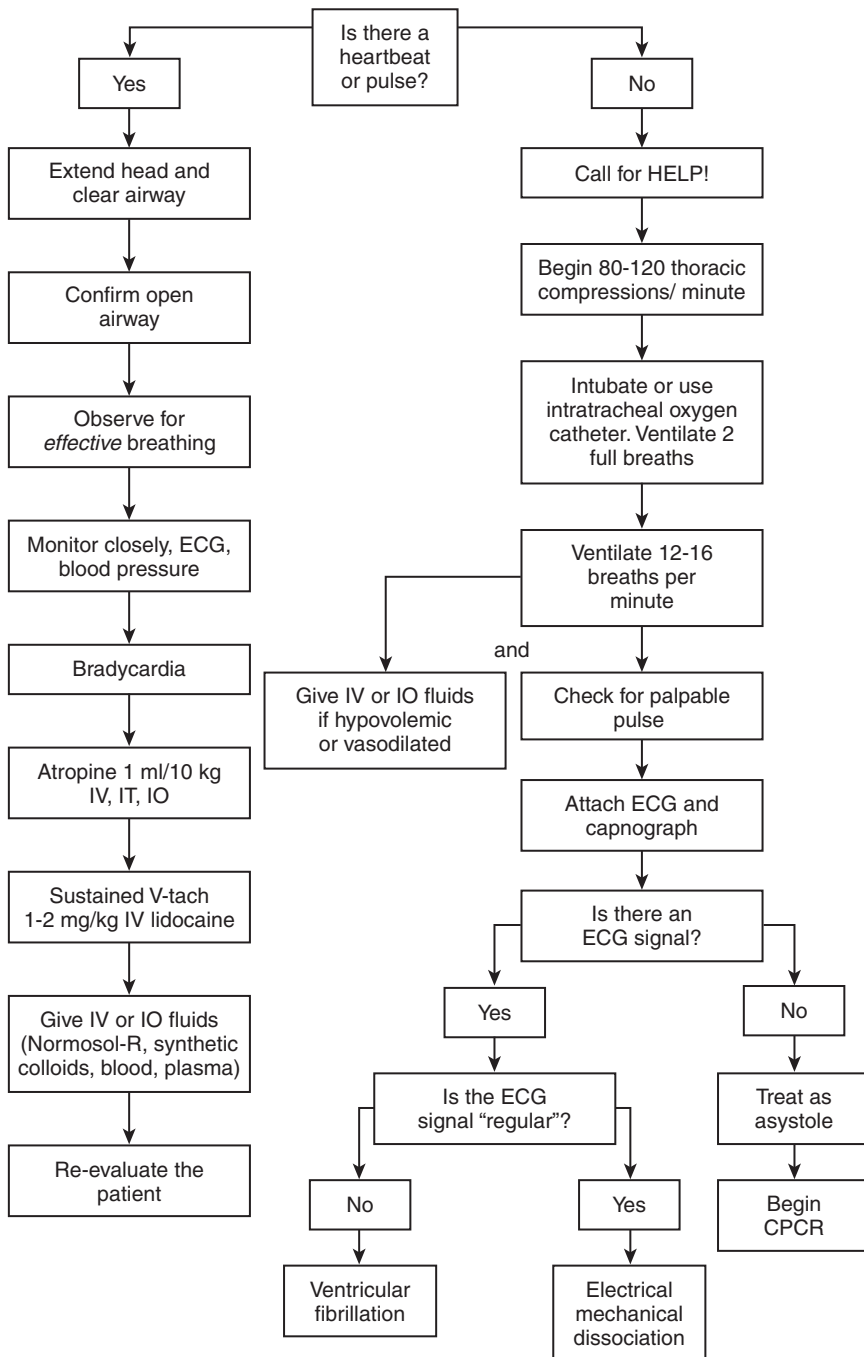 Is there a
heartbeat
or pulse?
Yes
Extend head and
clear airway
Confirm open
airway
Observe for
effective breathing
Monitor closely, ECG,
blood pressure
Bradycardia
Atropine 1 ml/10 kg
IV, IT, IO
Sustained V-tach
1-2 mg/kg IV lidocaine
Give IV or IO fluids
(Normosol-R, synthetic
colloids, blood, plasma)
Re-evaluate the
patient
No
Call for HELP!
Begin 80-120 thoracic
compressions/ minute
Intubate or use
intratracheal oxygen
catheter. Ventilate 2
full breaths
Ventilate 12-16
breaths per
minute
and
Give IV or IO fluids
if hypovolemic
or vasodilated
Check for palpable
pulse
Attach ECG and
capnograph
Is there an
ECG signal?
Yes
Is the ECG
signal “regular”?
No
Ventricular
fibrillation
Yes
Electrical
mechanical
dissociation
No
Treat as
asystole
Begin
CPCR